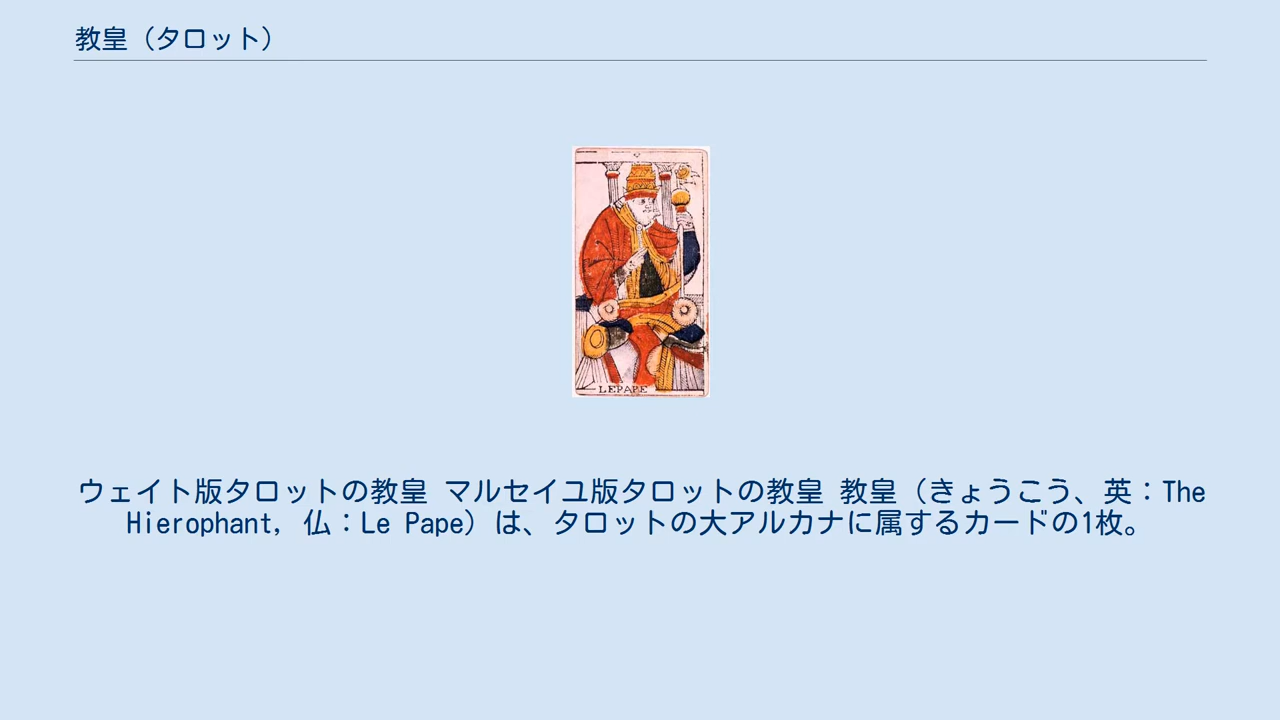 教皇（タロット）
LEPAPE
ウェイト版タロットの教皇 マルセイユ版タロットの教皇 教皇（きょうこう、英：The
Hierophant, 仏：Le Pape）は、タロットの大アルカナに属するカードの1枚。